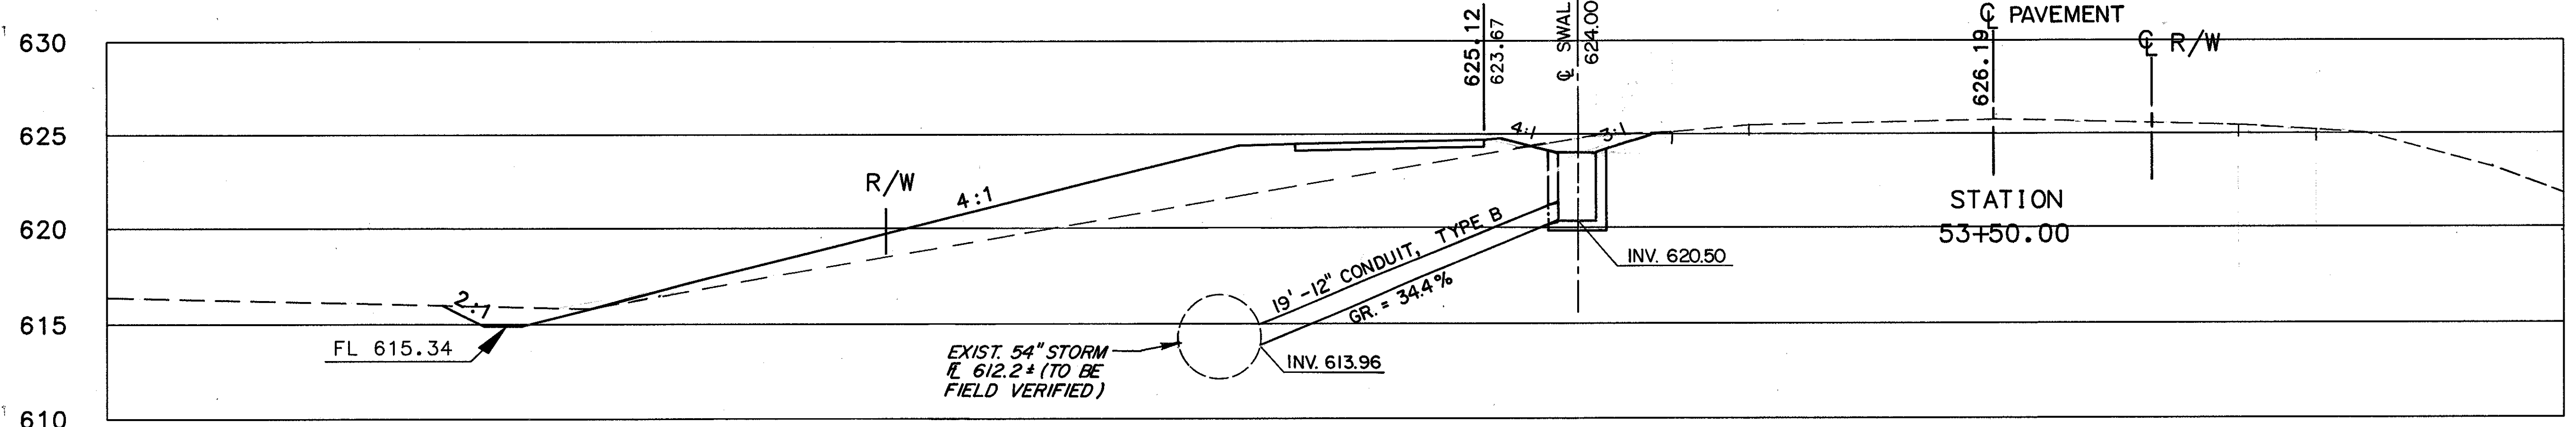 ℄ PAVEMENT
℄ R/W
630
625.12
623.67
℄ SWAL
624.00
626.19
625
4:1
3:1
R/W
4:1
STATION
53+50.00
620
19'-12" CONDUIT, TYPE B
GR. = 34.4%
INV. 620.50
2:1
615
FL 615.34
EXIST. 54" STORM
FL 612.2± (TO BE
FIELD VERIFIED)
INV. 613.96
610